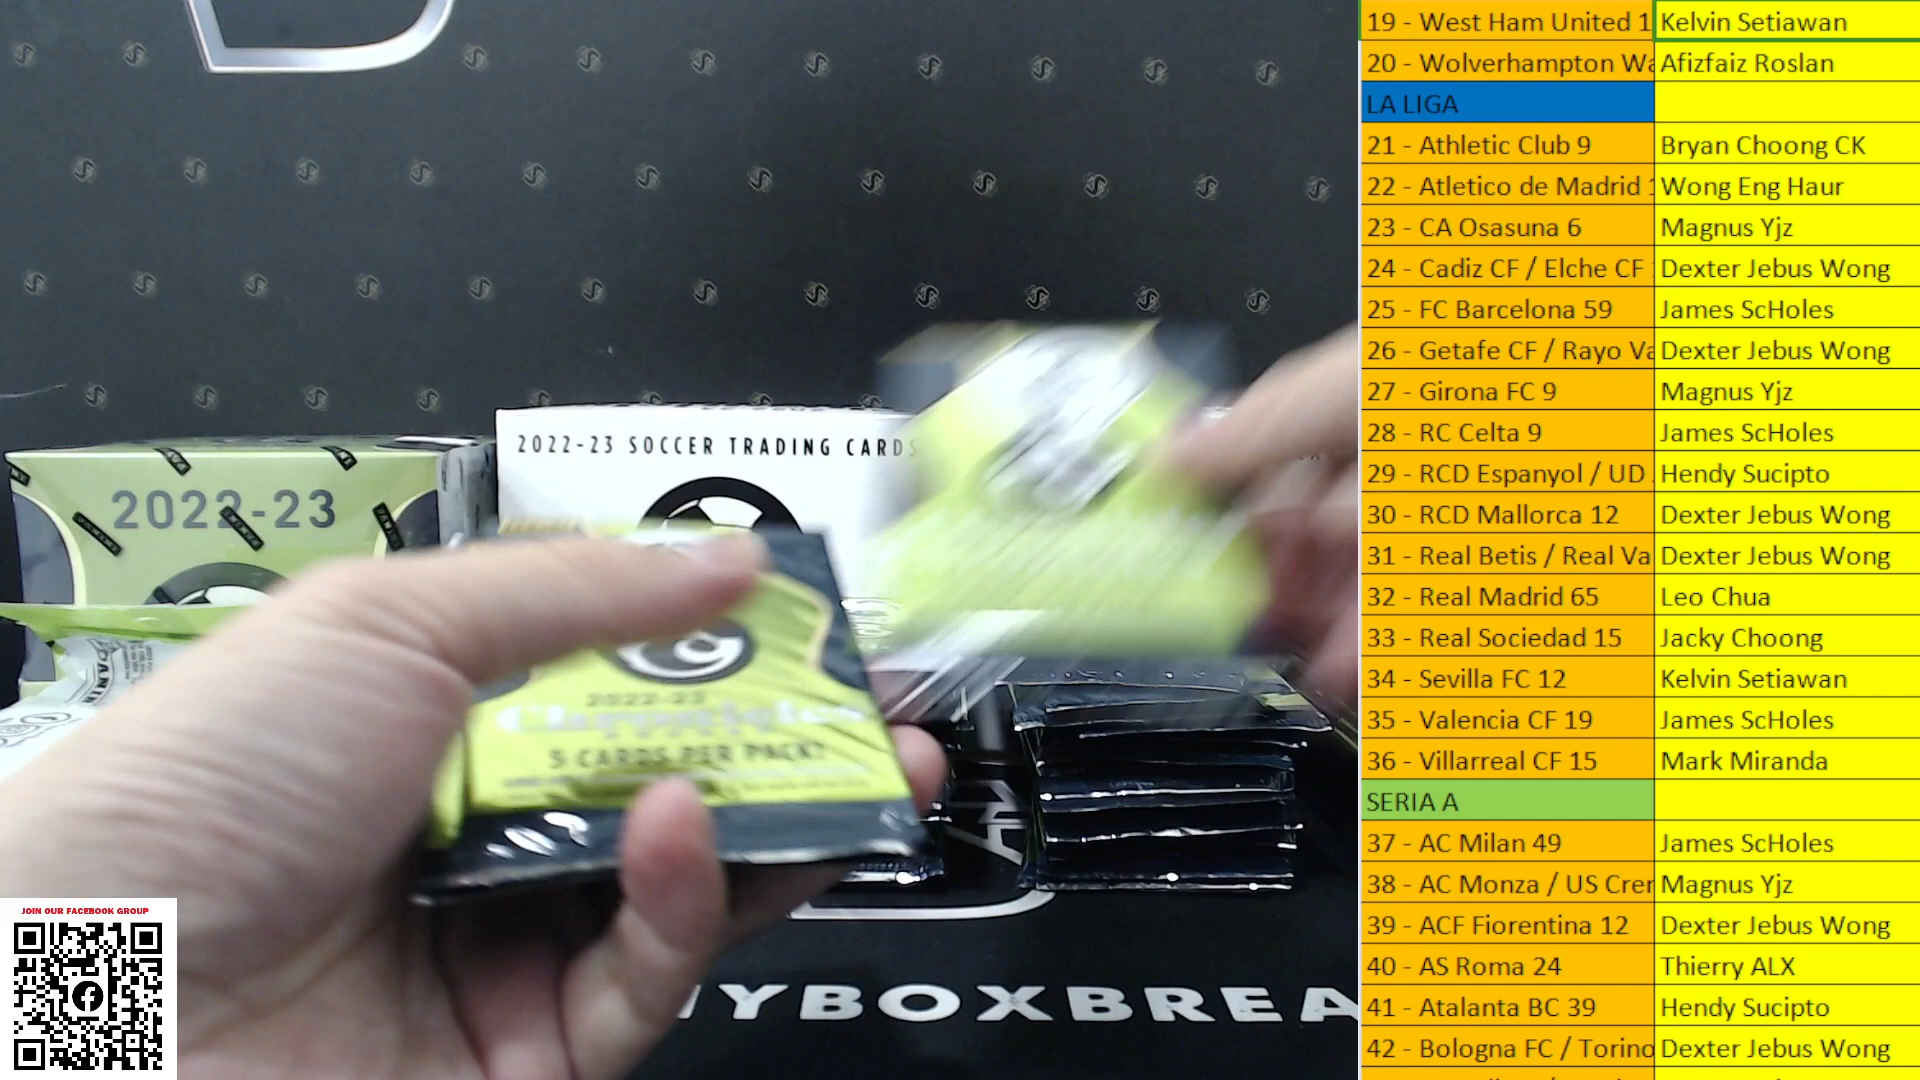 2022-23 SOCCER TRADING CARDS
2022-23
2022-23
Chronicles
5 CARDS PER PACK!
PANINI
JOIN OUR FACEBOOK GROUP
NYBOXBREA
19 - West Ham United 1 Kelvin Setiawan
20 - Wolverhampton Wa Afizfaiz Roslan
LA LIGA
21 - Athletic Club 9 Bryan Choong CK
22 - Atletico de Madrid 1 Wong Eng Haur
23 - CA Osasuna 6 Magnus Yjz
24 - Cadiz CF / Elche CF Dexter Jebus Wong
25 - FC Barcelona 59 James ScHoles
26 - Getafe CF / Rayo Va Dexter Jebus Wong
27 - Girona FC 9 Magnus Yjz
28 - RC Celta 9 James ScHoles
29 - RCD Espanyol / UD Hendy Sucipto
30 - RCD Mallorca 12 Dexter Jebus Wong
31 - Real Betis / Real Va Dexter Jebus Wong
32 - Real Madrid 65 Leo Chua
33 - Real Sociedad 15 Jacky Choong
34 - Sevilla FC 12 Kelvin Setiawan
35 - Valencia CF 19 James ScHoles
36 - Villarreal CF 15 Mark Miranda
SERIA A
37 - AC Milan 49 James ScHoles
38 - AC Monza / US Crer Magnus Yjz
39 - ACF Fiorentina 12 Dexter Jebus Wong
40 - AS Roma 24 Thierry ALX
41 - Atalanta BC 39 Hendy Sucipto
42 - Bologna FC / Torino Dexter Jebus Wong